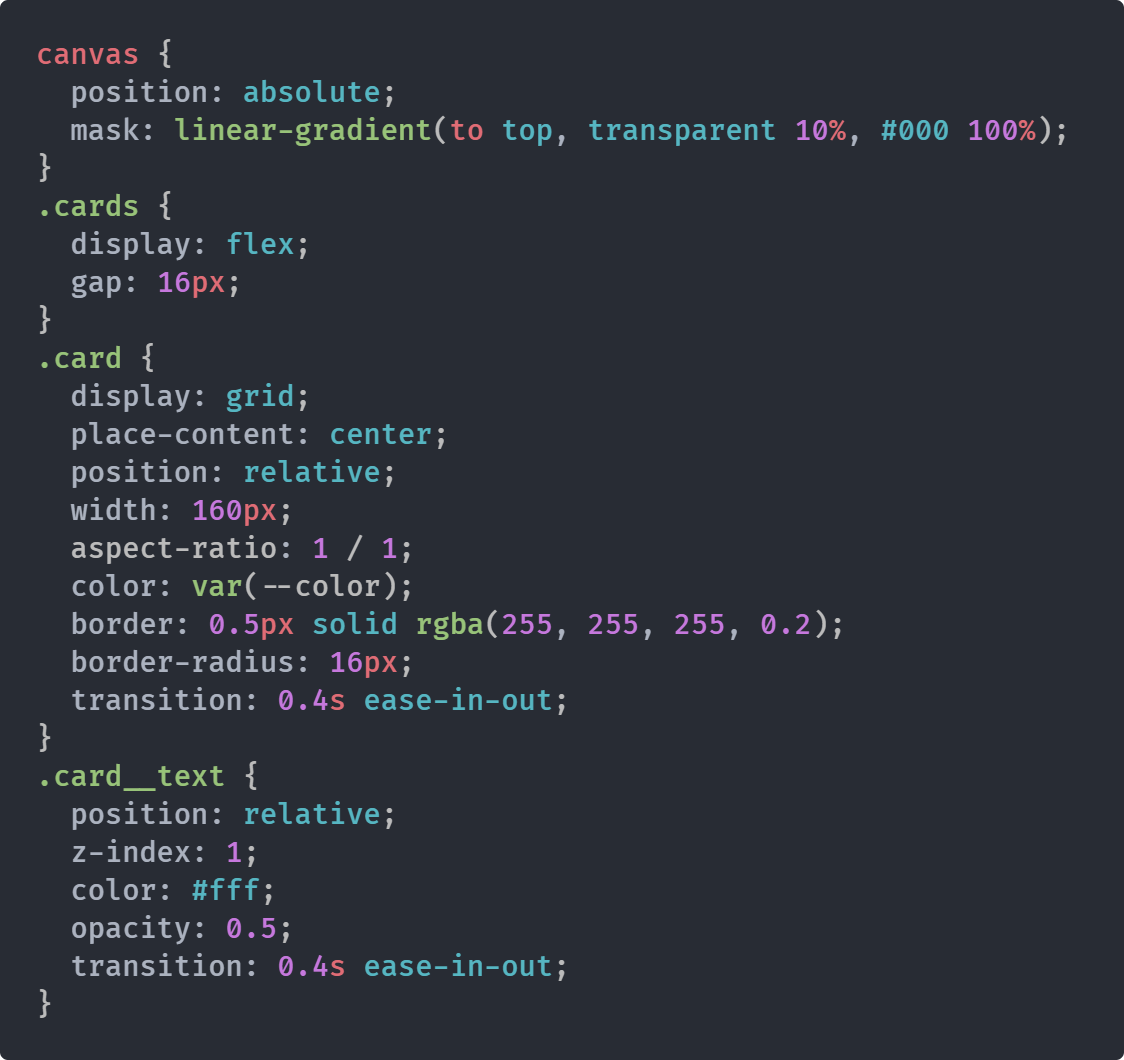 canvas {
  position: absolute;
  mask: linear-gradient(to top, transparent 10%, #000 100%);
}
.cards {
  display: flex;
  gap: 16px;
}
.card {
  display: grid;
  place-content: center;
  position: relative;
  width: 160px;
  aspect-ratio: 1 / 1;
  color: var(--color);
  border: 0.5px solid rgba(255, 255, 255, 0.2);
  border-radius: 16px;
  transition: 0.4s ease-in-out;
}
.card__text {
  position: relative;
  z-index: 1;
  color: #fff;
  opacity: 0.5;
  transition: 0.4s ease-in-out;
}